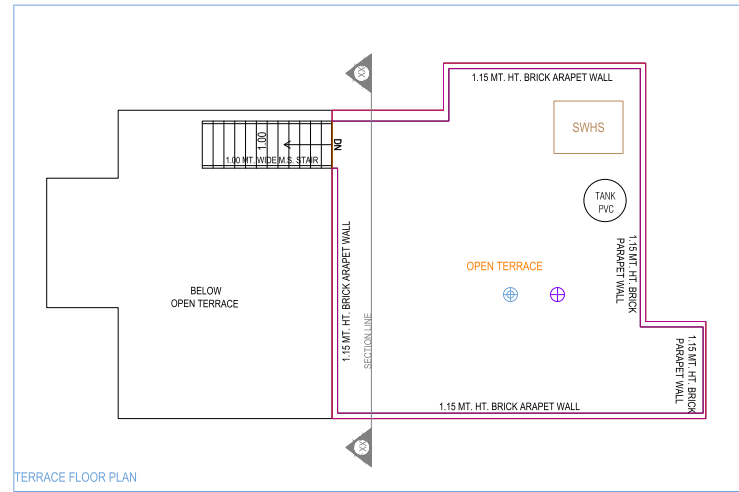 XX
1.15 MT. HT. BRICK ARAPET WALL
SWHS
1.00
DN
1.00 MT. WIDE M.S. STAIR
TANK
PVC
1.15 MT. HT. BRICK ARAPET WALL
1.15 MT. HT. BRICK
PARAPET WALL
OPEN TERRACE
BELOW
OPEN TERRACE
SECTION LINE
1.15 MT. HT. BRICK
PARAPET WALL
1.15 MT. HT. BRICK ARAPET WALL
XX
TERRACE FLOOR PLAN